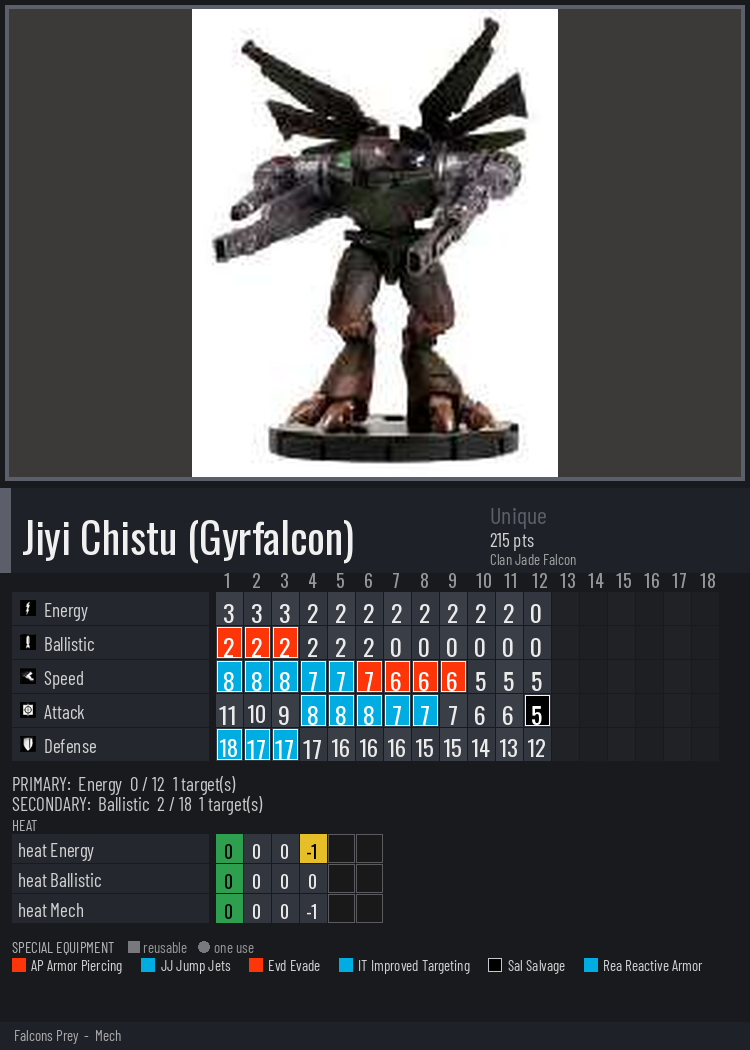 Jiyi Chistu (Gyrfalcon)
Unique
215 pts
Clan Jade Falcon
1 2 3 4 5 6 7 8 9 10 11 12 13 14 15 16 17 18
Energy 3 3 3 2 2 2 2 2 2 2 2 0
Ballistic 2 2 2 2 2 2 0 0 0 0 0 0
Speed 8 8 8 7 7 7 6 6 6 5 5 5
Attack 11 10 9 8 8 8 7 7 7 6 6 5
Defense 18 17 17 17 16 16 16 15 15 14 13 12
PRIMARY: Energy 0 / 12 1 target(s)
SECONDARY: Ballistic 2 / 18 1 target(s)
HEAT
heat Energy 0 0 0 -1
heat Ballistic 0 0 0 0
heat Mech 0 0 0 -1
SPECIAL EQUIPMENT reusable one use
AP Armor Piercing JJ Jump Jets Evd Evade IT Improved Targeting Sal Salvage Rea Reactive Armor
Falcons Prey - Mech